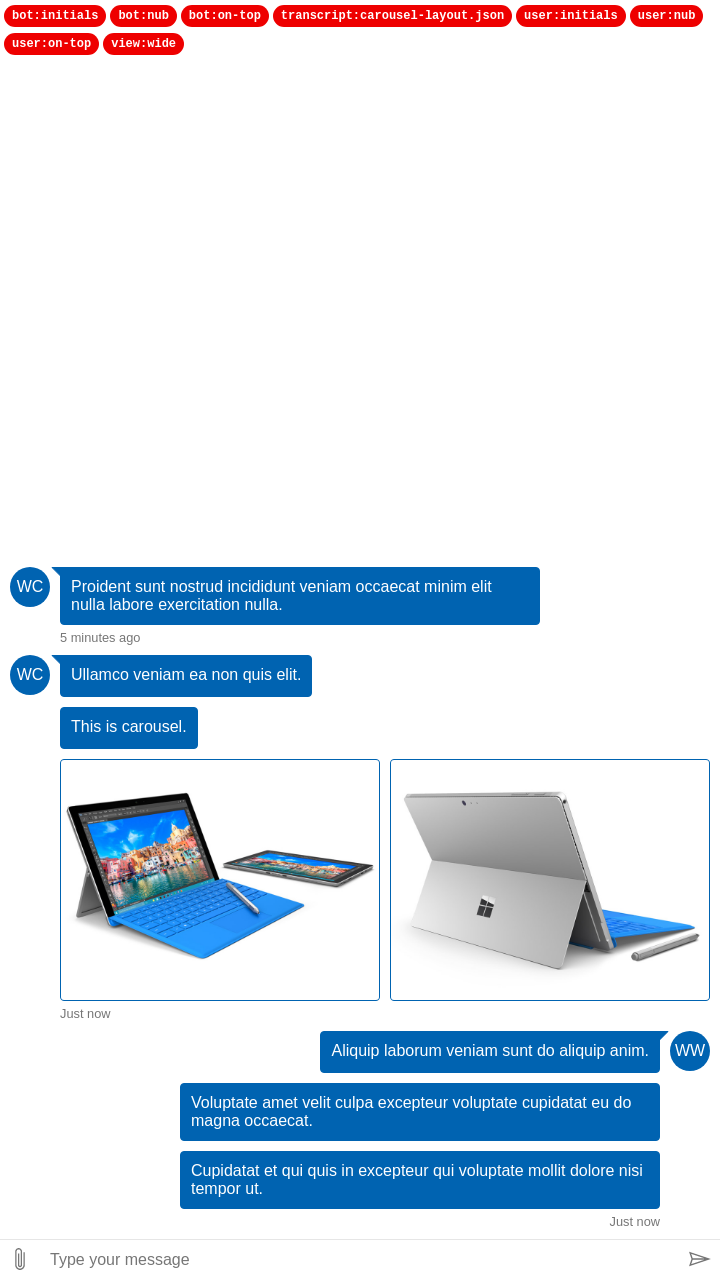 bot:initials bot:nub bot:on-top transcript:carousel-layout.json user:initials user:nub
user:on-top view:wide
WC
Proident sunt nostrud incididunt veniam occaecat minim elit
nulla labore exercitation nulla.
5 minutes ago
WC
Ullamco veniam ea non quis elit.
This is carousel.
Just now
Aliquip laborum veniam sunt do aliquip anim.
WW
Voluptate amet velit culpa excepteur voluptate cupidatat eu do
magna occaecat.
Cupidatat et qui quis in excepteur qui voluptate mollit dolore nisi
tempor ut.
Just now
Type your message